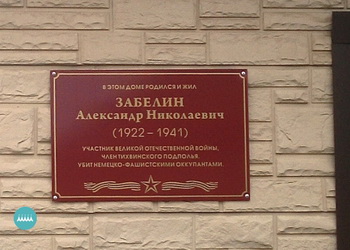 В ЭТОМ ДОМЕ РОДИЛСЯ И ЖИЛ
ЗАБЕЛИН
Александр Николаевич
(1922 – 1941)
УЧАСТНИК ВЕЛИКОЙ ОТЕЧЕСТВЕННОЙ ВОЙНЫ,
ЧЛЕН ТИХВИНСКОГО ПОДПОЛЬЯ.
УБИТ НЕМЕЦКО-ФАШИСТСКИМИ ОККУПАНТАМИ.